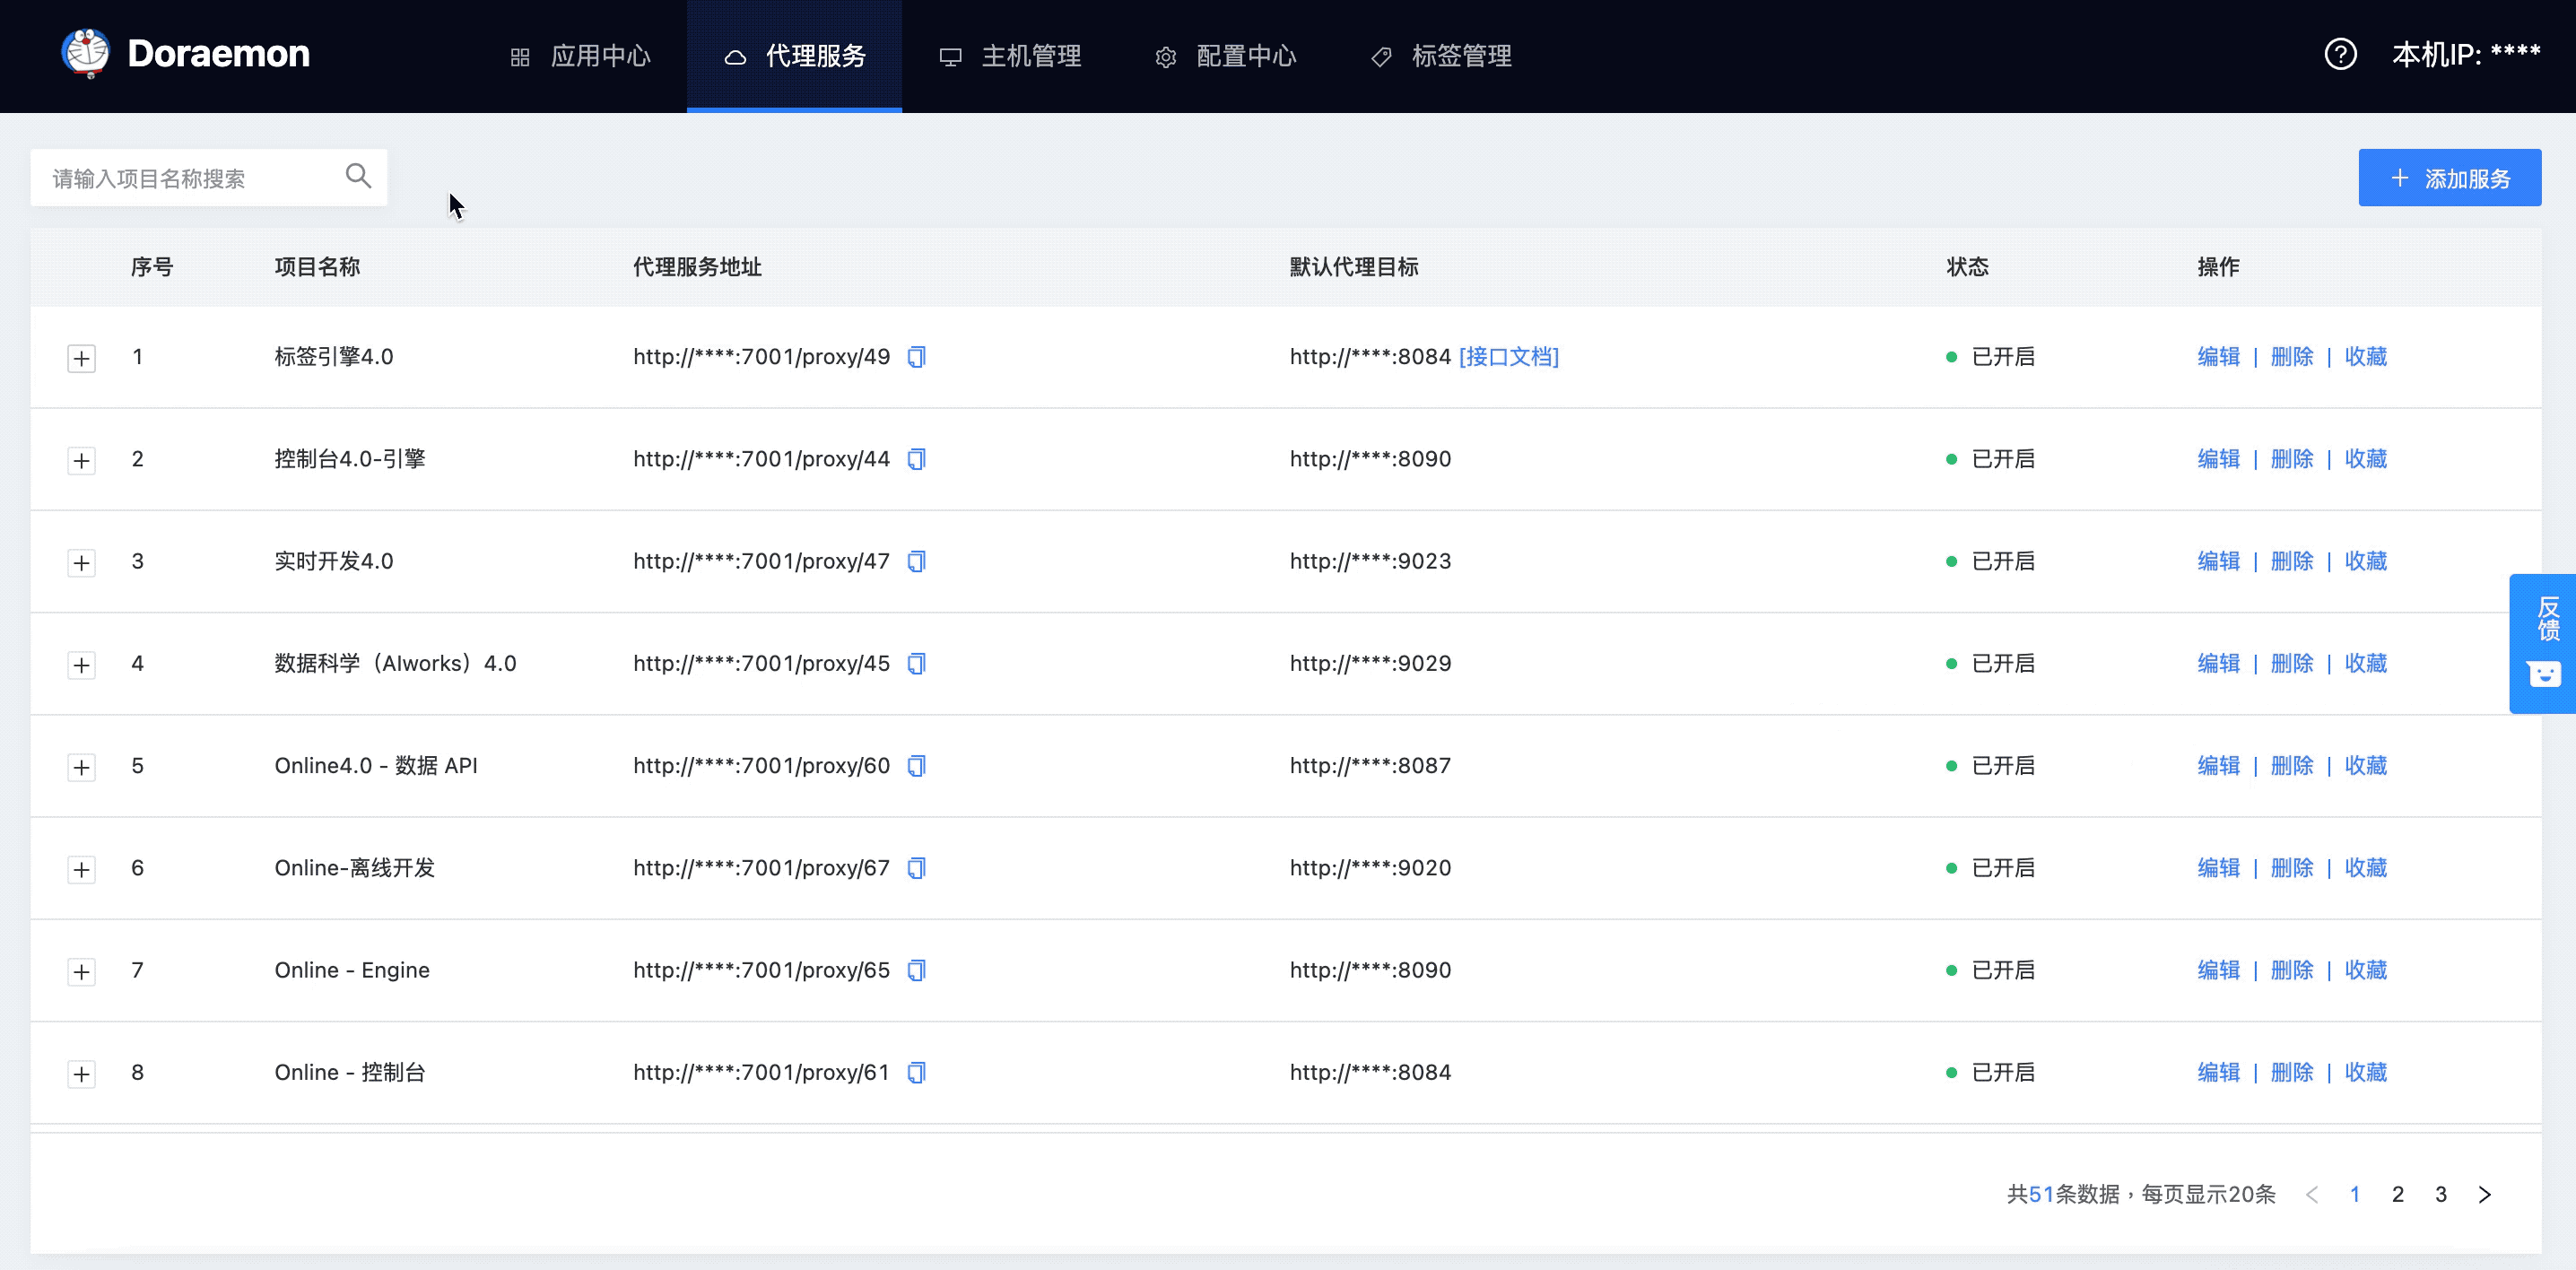 Doraemon 应用中心 代理服务 主机管理 配置中心 标签管理 本机IP: ****
请输入项目名称搜索 添加服务
序号 项目名称 代理服务地址 默认代理目标 状态 操作
1 标签引擎4.0 http://****:7001/proxy/49 http://****:8084 [接口文档] 已开启 编辑 | 删除 | 收藏
2 控制台4.0-引擎 http://****:7001/proxy/44 http://****:8090 已开启 编辑 | 删除 | 收藏
3 实时开发4.0 http://****:7001/proxy/47 http://****:9023 已开启 编辑 | 删除 | 收藏
4 数据科学（AIworks）4.0 http://****:7001/proxy/45 http://****:9029 已开启 编辑 | 删除 | 收藏
5 Online4.0 - 数据 API http://****:7001/proxy/60 http://****:8087 已开启 编辑 | 删除 | 收藏
6 Online-离线开发 http://****:7001/proxy/67 http://****:9020 已开启 编辑 | 删除 | 收藏
7 Online - Engine http://****:7001/proxy/65 http://****:8090 已开启 编辑 | 删除 | 收藏
8 Online - 控制台 http://****:7001/proxy/61 http://****:8084 已开启 编辑 | 删除 | 收藏
反馈
共51条数据，每页显示20条 < 1 2 3 >